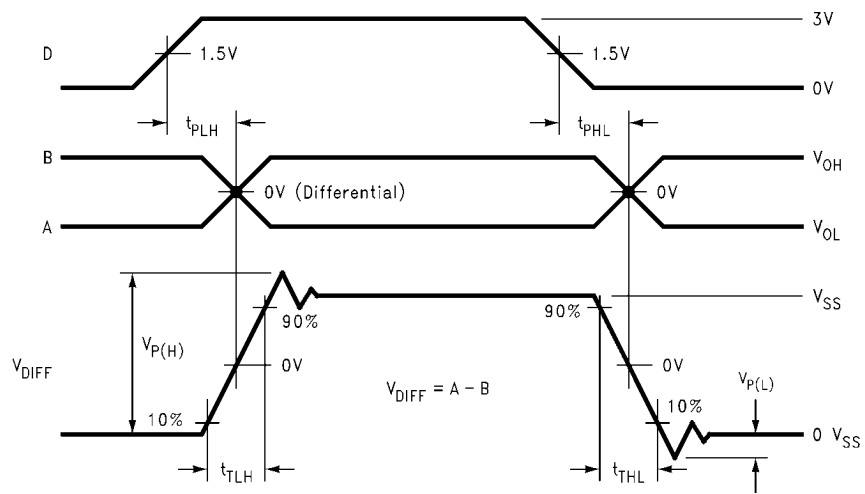 3V
D
1.5V
1.5V
0V
tPLH
tPHL
B
VOH
0V (Differential)
0V
A
VOL
90%
90%
VSS
VP(H)
VDIFF
0V
0V
VDIFF = A – B
VP(L)
10%
10%
0 VSS
tTLH
tTHL